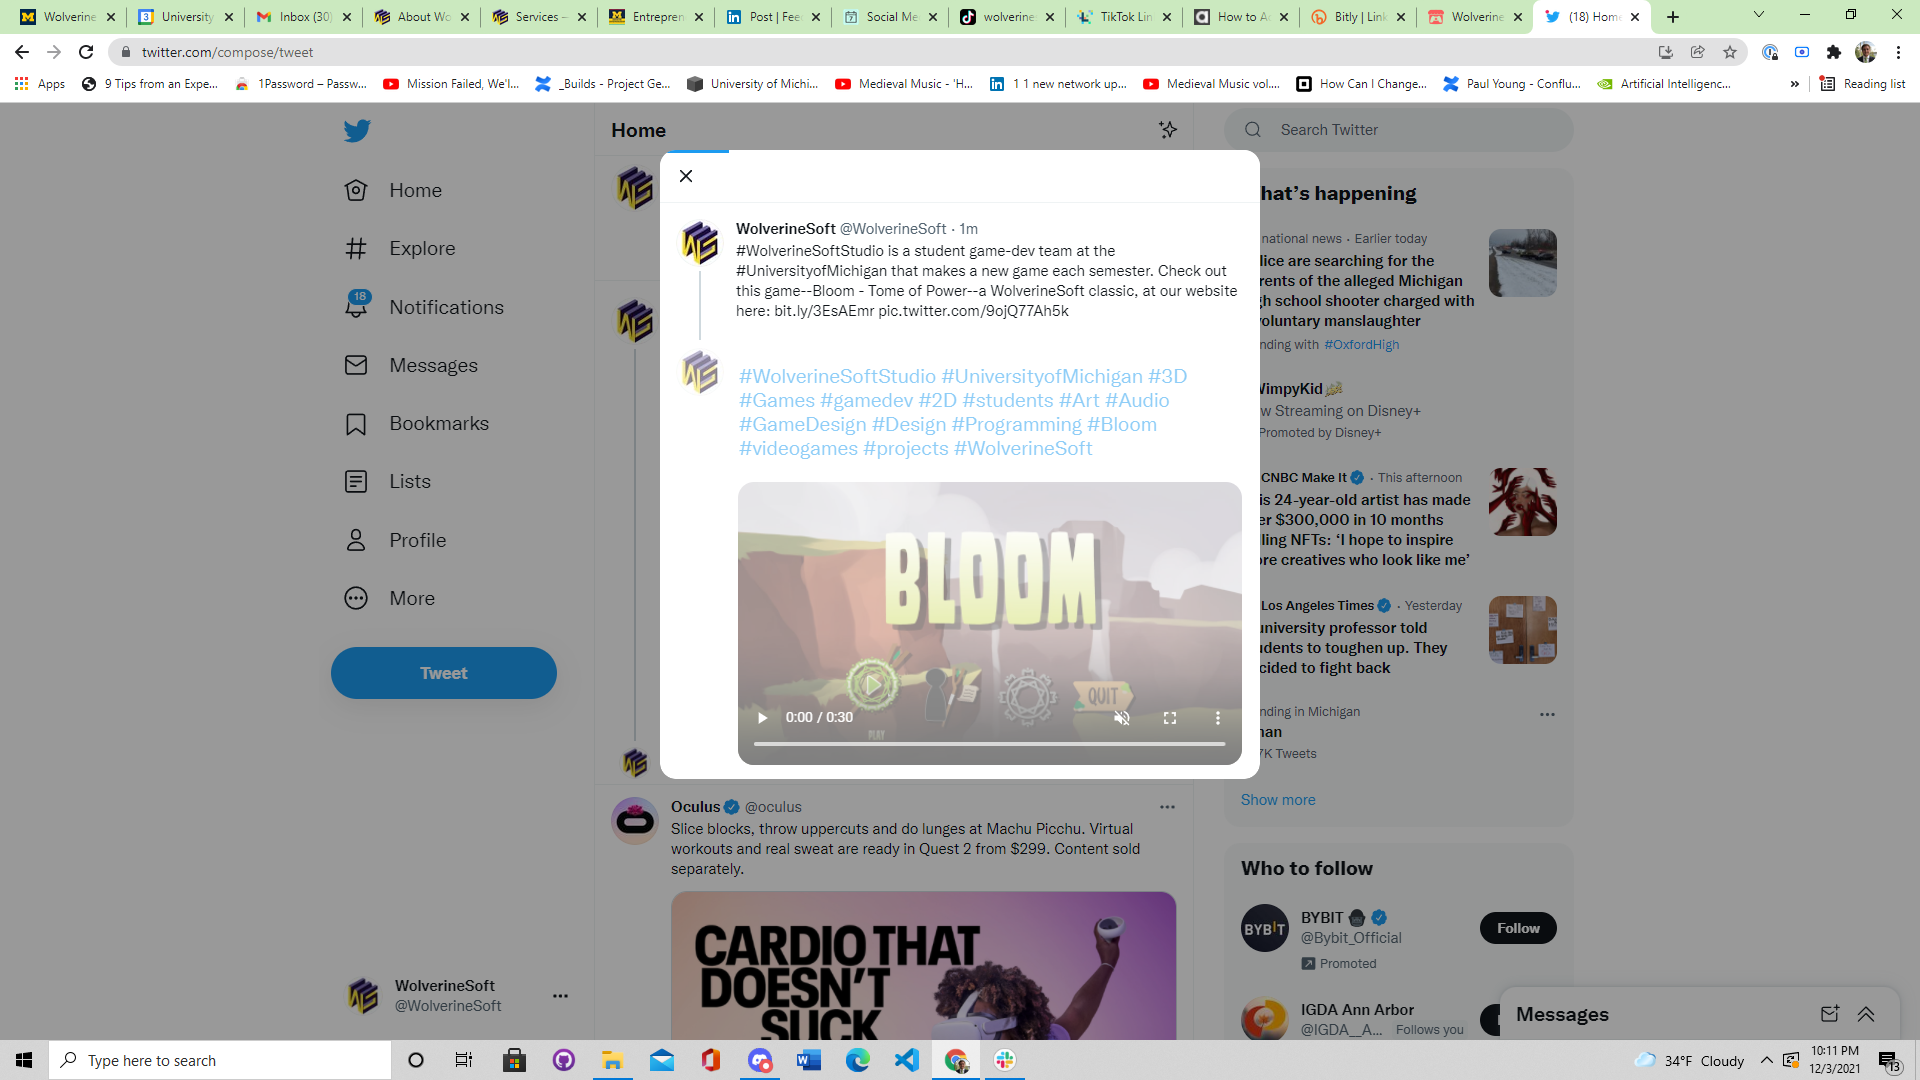 Wolverine
University
Inbox (30)
About Wo
Services –
Entrepren
Post | Fee
Social Me
wolverine
TikTok Lin
How to A
Bitly | Link
Wolverine
(18) Home
twitter.com/compose/tweet
Apps
9 Tips from an Expe...
1Password – Passw...
Mission Failed, We'l...
_Builds - Project Ge...
University of Michi...
Medieval Music - 'H...
1 1 new network up...
Medieval Music vol....
How Can I Change...
Paul Young - Conflu...
Artificial Intelligenc...
»
Reading list
Home
Explore
18
Notifications
Messages
Bookmarks
Lists
Profile
More
Tweet
WolverineSoft
@WolverineSoft
Home
WolverineSoft @WolverineSoft · 1m
#WolverineSoftStudio is a student game-dev team at the
#UniversityofMichigan that makes a new game each semester. Check out
this game--Bloom - Tome of Power--a WolverineSoft classic, at our website
here: bit.ly/3EsAEmr pic.twitter.com/9ojQ77Ah5k
#WolverineSoftStudio #UniversityofMichigan #3D
#Games #gamedev #2D #students #Art #Audio
#GameDesign #Design #Programming #Bloom
#videogames #projects #WolverineSoft
BLOOM
QUIT
PLAY
0:00 / 0:30
Oculus @oculus
Slice blocks, throw uppercuts and do lunges at Machu Picchu. Virtual
workouts and real sweat are ready in Quest 2 from $299. Content sold
separately.
CARDIO THAT
DOESN'T
SUCK
Search Twitter
hat's happening
national news · Earlier today
lice are searching for the
rents of the alleged Michigan
gh school shooter charged with
voluntary manslaughter
nding with #OxfordHigh
WimpyKid
w Streaming on Disney+
Promoted by Disney+
CNBC Make It · This afternoon
is 24-year-old artist has made
er $300,000 in 10 months
lling NFTs: ‘I hope to inspire
ore creatives who look like me’
Los Angeles Times · Yesterday
university professor told
udents to toughen up. They
cided to fight back
nding in Michigan
han
7K Tweets
Show more
Who to follow
BYBIT
BYBIT
@Bybit_Official
Promoted
Follow
IGDA Ann Arbor
@IGDA__A... Follows you
Messages
Type here to search
34°F Cloudy
10:11 PM
12/3/2021
13